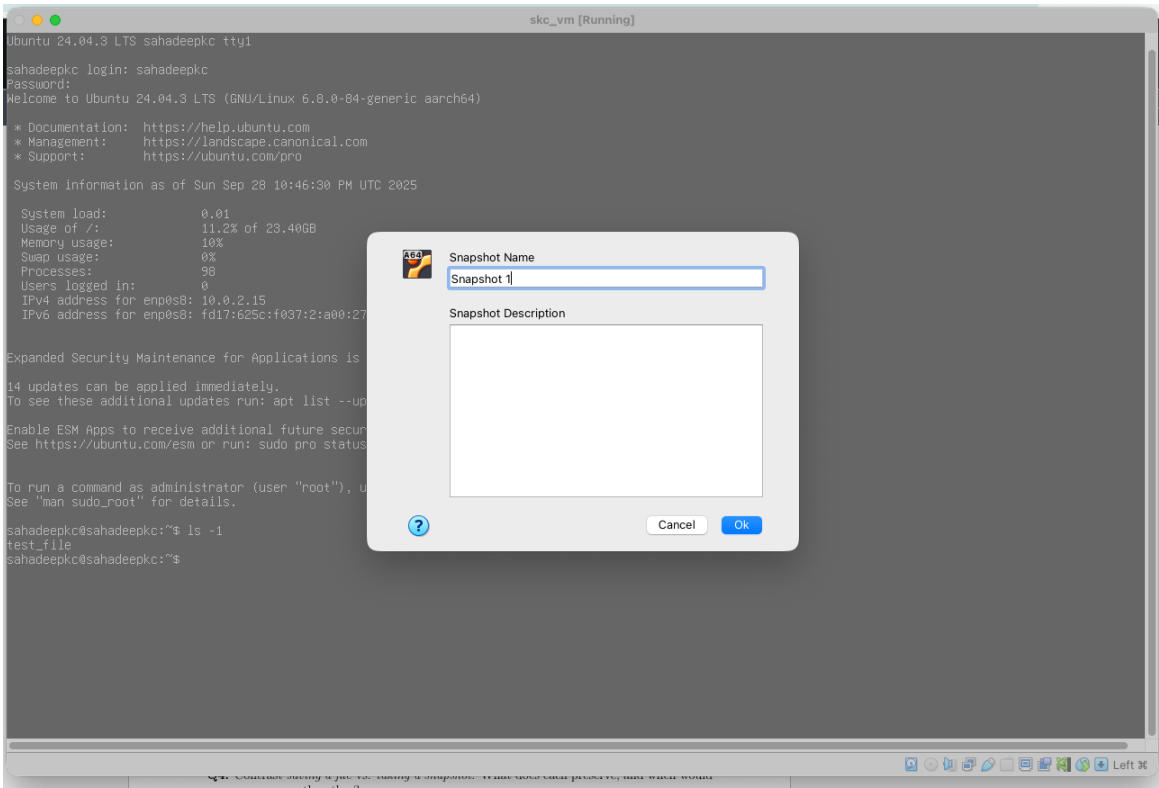 skc_vm [Running]
Ubuntu 24.04.3 LTS sahadeepkc tty1
sahadeepkc login: sahadeepkc
Password:
Welcome to Ubuntu 24.04.3 LTS (GNU/Linux 6.8.0-84-generic aarch64)
* Documentation: https://help.ubuntu.com
* Management: https://landscape.canonical.com
* Support: https://ubuntu.com/pro
System information as of Sun Sep 28 10:46:30 PM UTC 2025
System load: 0.01
Usage of /: 11.2% of 23.40GB
Memory usage: 10%
Swap usage: 0%
Processes: 98
Users logged in: 0
IPv4 address for enp0s8: 10.0.2.15
IPv6 address for enp0s8: fd17:625c:f037:2:a00:27
Expanded Security Maintenance for Applications is
14 updates can be applied immediately.
To see these additional updates run: apt list --up
Enable ESM Apps to receive additional future secur
See https://ubuntu.com/esm or run: sudo pro status
To run a command as administrator (user "root"), u
See "man sudo_root" for details.
sahadeepkc@sahadeepkc:~$ ls -1
test_file
sahadeepkc@sahadeepkc:~$
A64
Snapshot Name
Snapshot 1
Snapshot Description
?
Cancel
Ok
Left ⌘